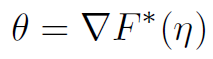 θ = ∇F*(η)